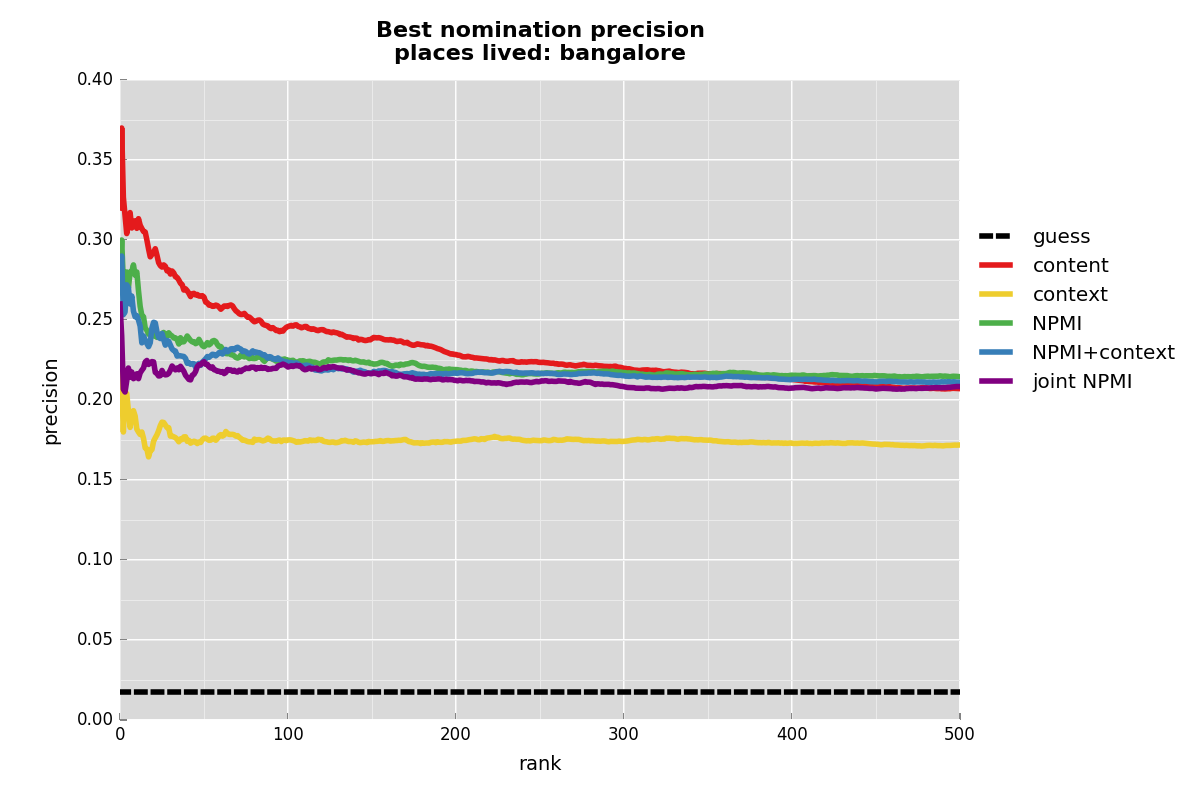 Best nomination precision
places lived: bangalore
precision
0.40
0.35
0.30
0.25
0.20
0.15
0.10
0.05
0.00
0
100
200
300
400
500
rank
guess
content
context
NPMI
NPMI+context
joint NPMI